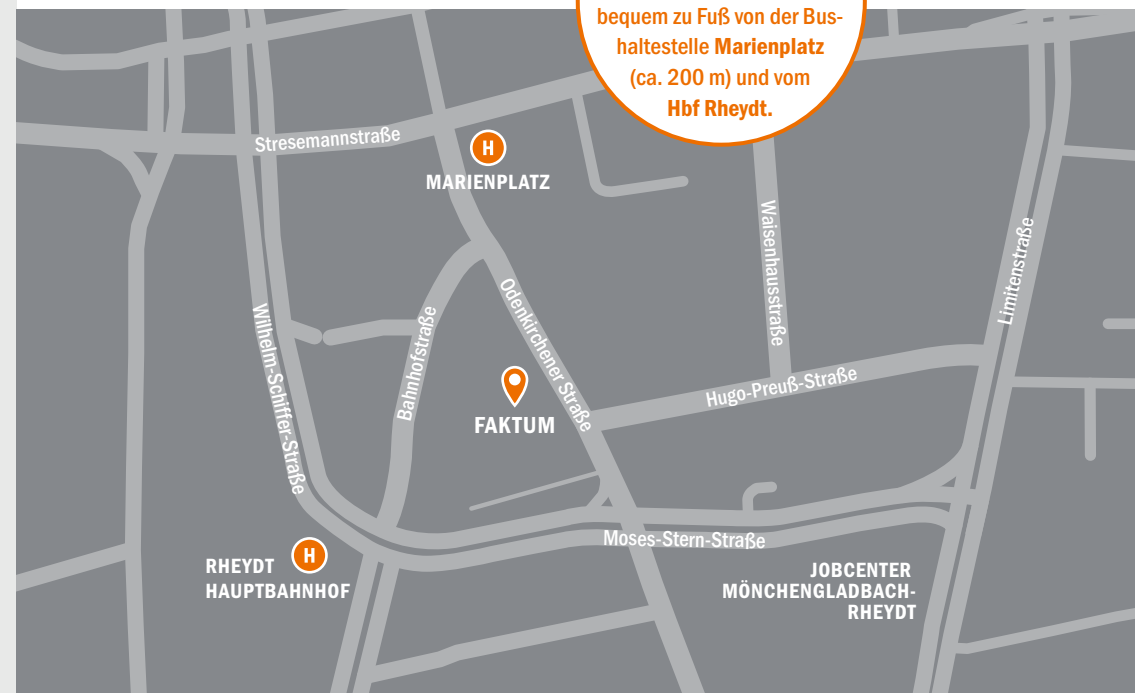 bequem zu Fuß von der Bus-
haltestelle Marienplatz
(ca. 200 m) und vom
Hbf Rheydt.
Stresemannstraße
H
MARIENPLATZ
Waisenhausstraße
Limitenstraße
Odenkirchener Straße
Wilhelm-Schiffer-Straße
Bahnhofstraße
Hugo-Preuß-Straße
FAKTUM
Moses-Stern-Straße
RHEYDT
HAUPTBAHNHOF
H
JOBCENTER
MÖNCHENGLADBACH-
RHEYDT